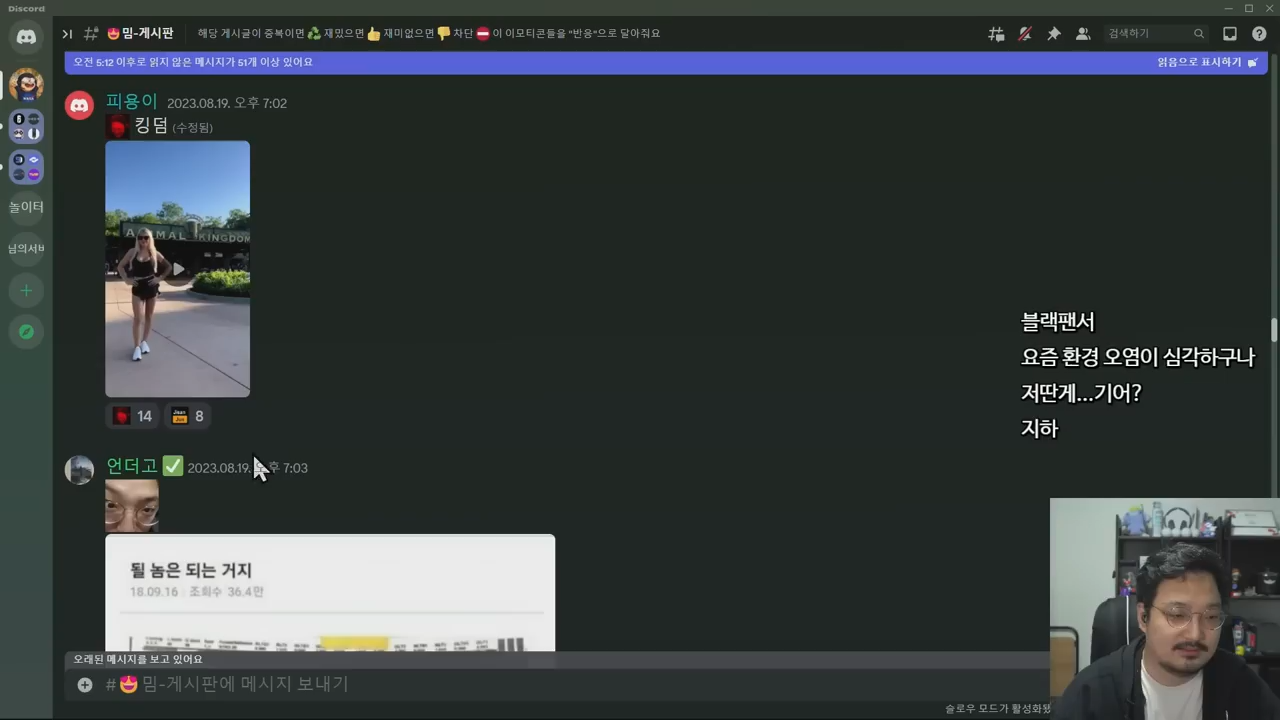 Discord
😍밈-게시판
해당 게시글이 중복이면 ♻️ 재밌으면 👍 재미없으면 👎 차단 ⛔ 이 이모티콘들을 "반응"으로 달아줘요
검색하기
오전 5:12 이후로 읽지 않은 메시지가 51개 이상 있어요
읽음으로 표시하기
피용이 2023.08.19. 오후 7:02
킹덤 (수정됨)
ANIMAL KINGDOM
14 8
놀이터
님의서버
블랙팬서
요즘 환경 오염이 심각하구나
저딴게...기어?
지하
언더고 ✅ 2023.08.19. 오후 7:03
될 놈은 되는 거지
18.09.16 | 조회수 36.4만
오래된 메시지를 보고 있어요
#😍밈-게시판에 메시지 보내기
슬로우 모드가 활성화됐